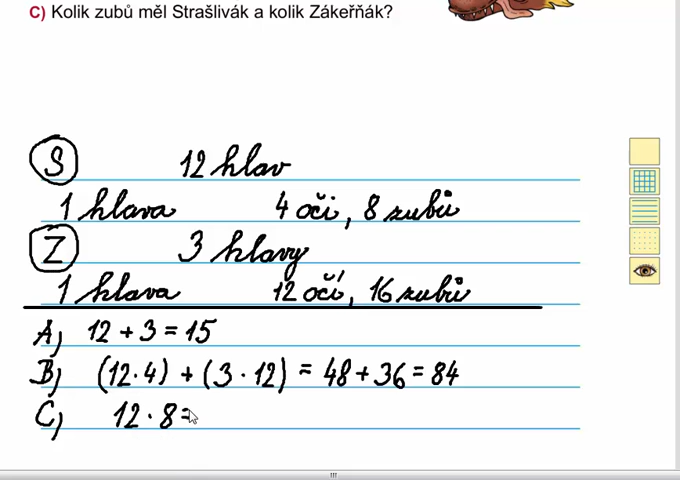 C) Kolik zubů měl Strašlivák a kolik Zákeřňák?
S 12 hlav
1 hlava 4 oči, 8 zubů
Z 3 hlavy
1 hlava 12 očí, 16 zubů
A) 12 + 3 = 15
B) (12 · 4) + (3 · 12) = 48 + 36 = 84
C) 12 · 8 =